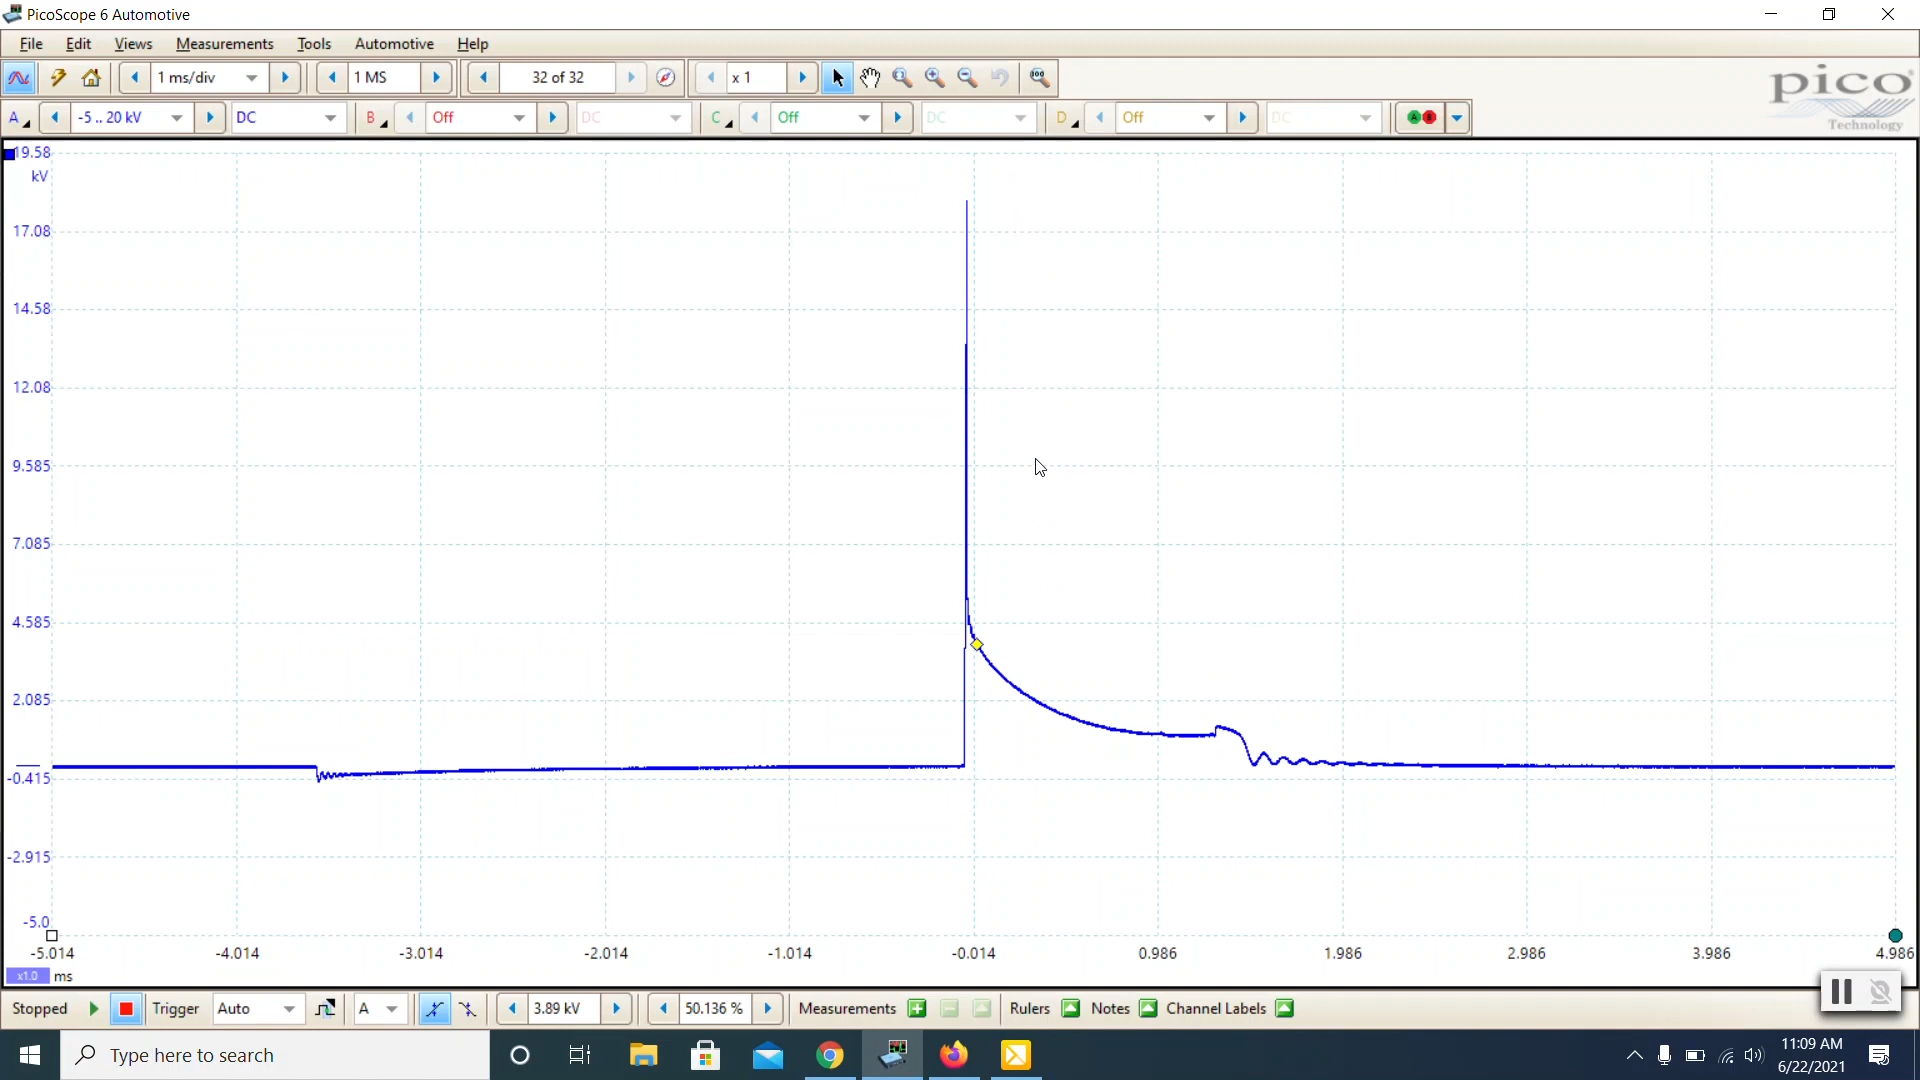 PicoScope 6 Automotive
File Edit Views Measurements Tools Automotive Help
1 ms/div 1 MS 32 of 32 x 1
pico
Technology
A -5 .. 20 kV DC B Off DC C Off DC D Off DC A B
19.58
kV
17.08
14.58
12.08
9.585
7.085
4.585
2.085
-0.415
-2.915
-5.0
-5.014 -4.014 -3.014 -2.014 -1.014 -0.014 0.986 1.986 2.986 3.986 4.986
x1.0 ms
Stopped Trigger Auto A 3.89 kV 50.136 % Measurements Rulers Notes Channel Labels
Type here to search
11:09 AM
6/22/2021